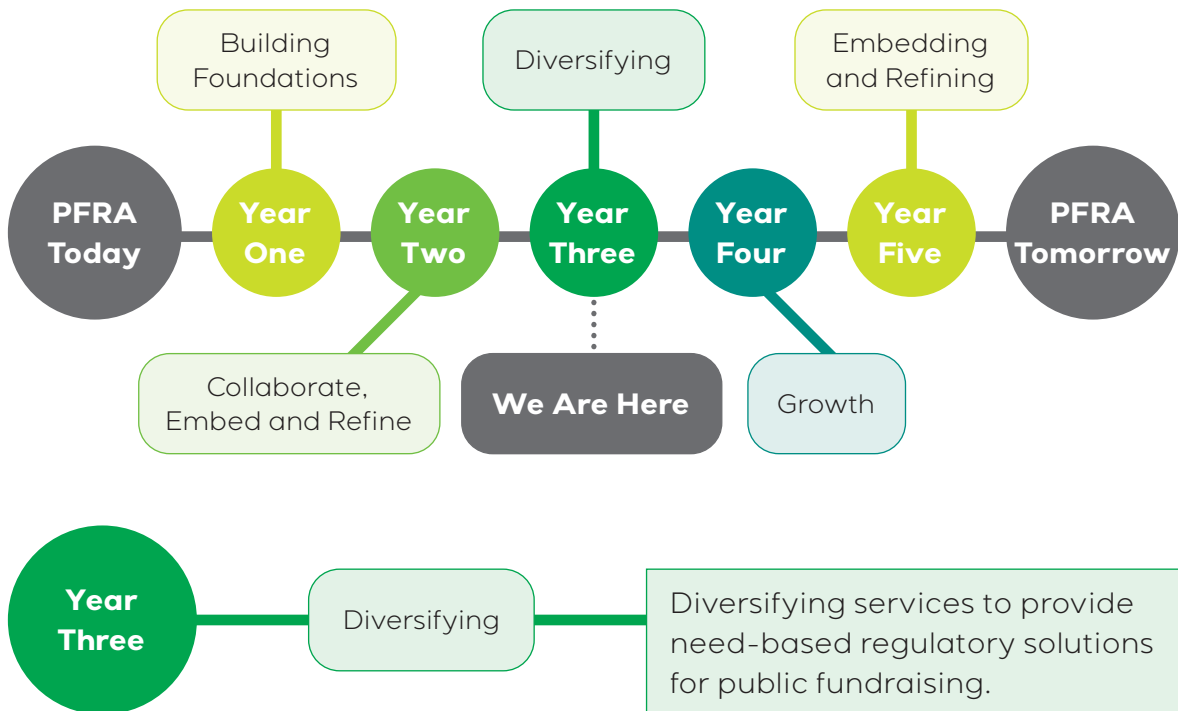 Building
Foundations
Diversifying
Embedding
and Refining
PFRA
Today
Year
One
Year
Two
Year
Three
Year
Four
Year
Five
PFRA
Tomorrow
Collaborate,
Embed and Refine
We Are Here
Growth
Year
Three
Diversifying
Diversifying services to provide
need-based regulatory solutions
for public fundraising.